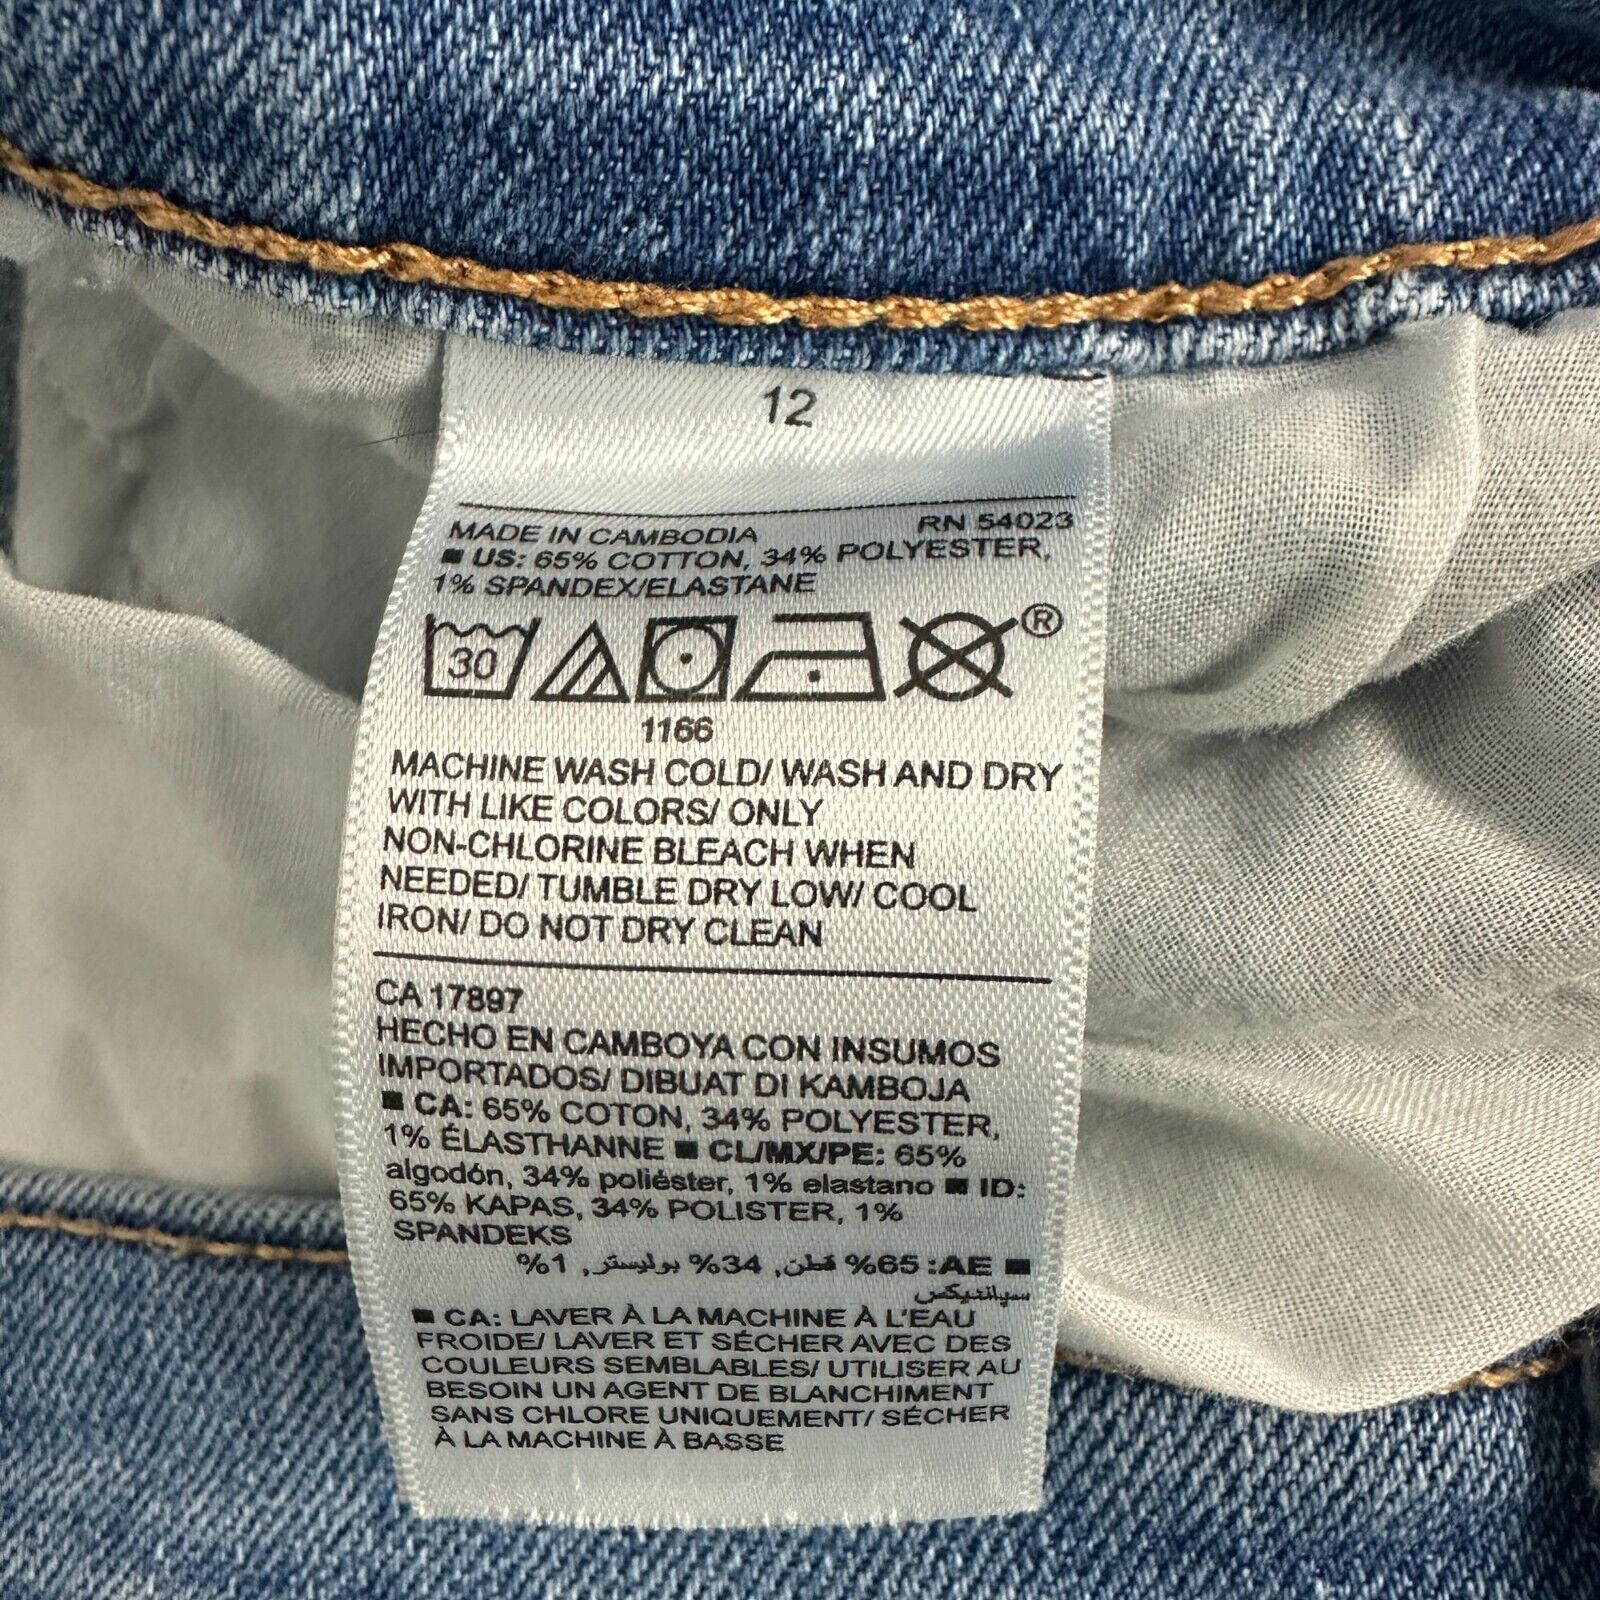 12
RN 54023
MADE IN CAMBODIA
■ US: 65% COTTON, 34% POLYESTER,
1% SPANDEX/ELASTANE
30
®
1166
MACHINE WASH COLD/ WASH AND DRY
WITH LIKE COLORS/ ONLY
NON-CHLORINE BLEACH WHEN
NEEDED/ TUMBLE DRY LOW/ COOL
IRON/ DO NOT DRY CLEAN
CA 17897
HECHO EN CAMBOYA CON INSUMOS
IMPORTADOS/ DIBUAT DI KAMBOJA
■ CA: 65% COTON, 34% POLYESTER,
1% ÉLASTHANNE ■ CL/MX/PE: 65%
algodón, 34% poliéster, 1% elastano ■ ID:
65% KAPAS, 34% POLISTER, 1%
SPANDEKS
■ AE: 65% قطن, 34% بوليستر, 1%
سباندیکس
■ CA: LAVER À LA MACHINE À L'EAU
FROIDE/ LAVER ET SÉCHER AVEC DES
COULEURS SEMBLABLES/ UTILISER AU
BESOIN UN AGENT DE BLANCHIMENT
SANS CHLORE UNIQUEMENT/ SÉCHER
À LA MACHINE À BASSE